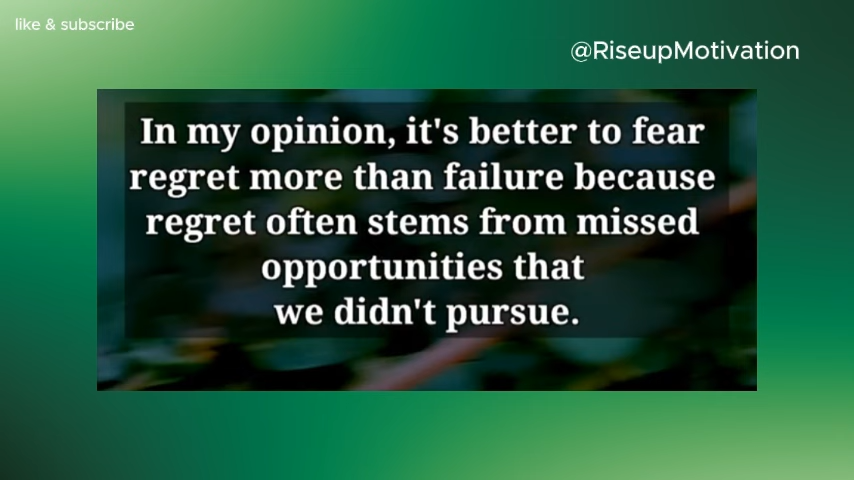 like & subscribe
@RiseupMotivation
In my opinion, it's better to fear
regret more than failure because
regret often stems from missed
opportunities that
we didn't pursue.